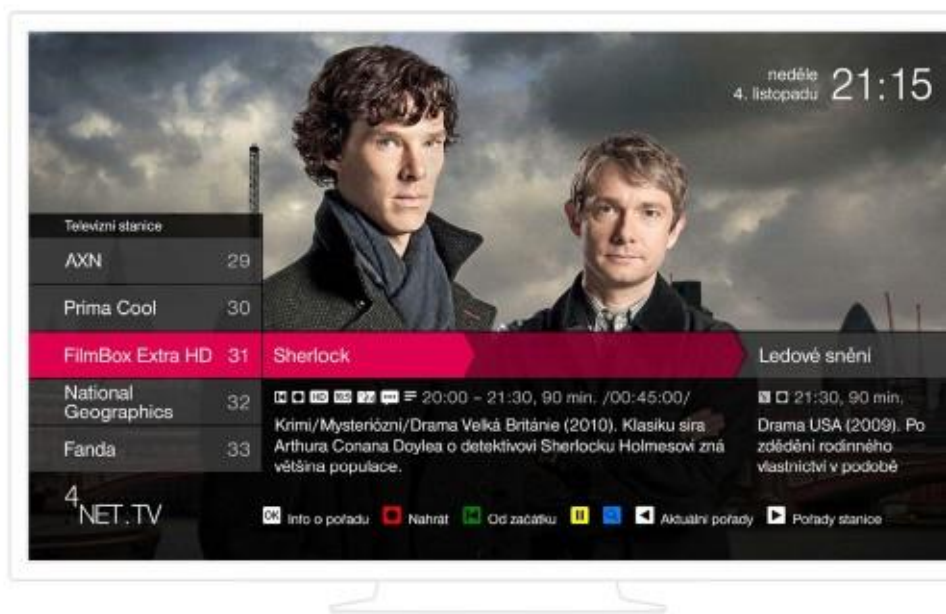 neděle
4. listopadu 21:15
Televizní stanice
AXN 29
Prima Cool 30
FilmBox Extra HD 31 Sherlock Ledové snění
National
Geographics 32
Fanda 33
HD 16:9 20:00 – 21:30, 90 min. /00:45:00/
Krimi/Mysteriózní/Drama Velká Británie (2010). Klasiku sira
Arthura Conana Doylea o detektivovi Sherlocku Holmesovi zná
většina populace.
21:30, 90 min.
Drama USA (2009). Po
zdědění rodinného
vlastnictví v podobě
4NET.TV
OK Info o pořadu Nahrát Od začátku Aktuální pořady Pořady stanice